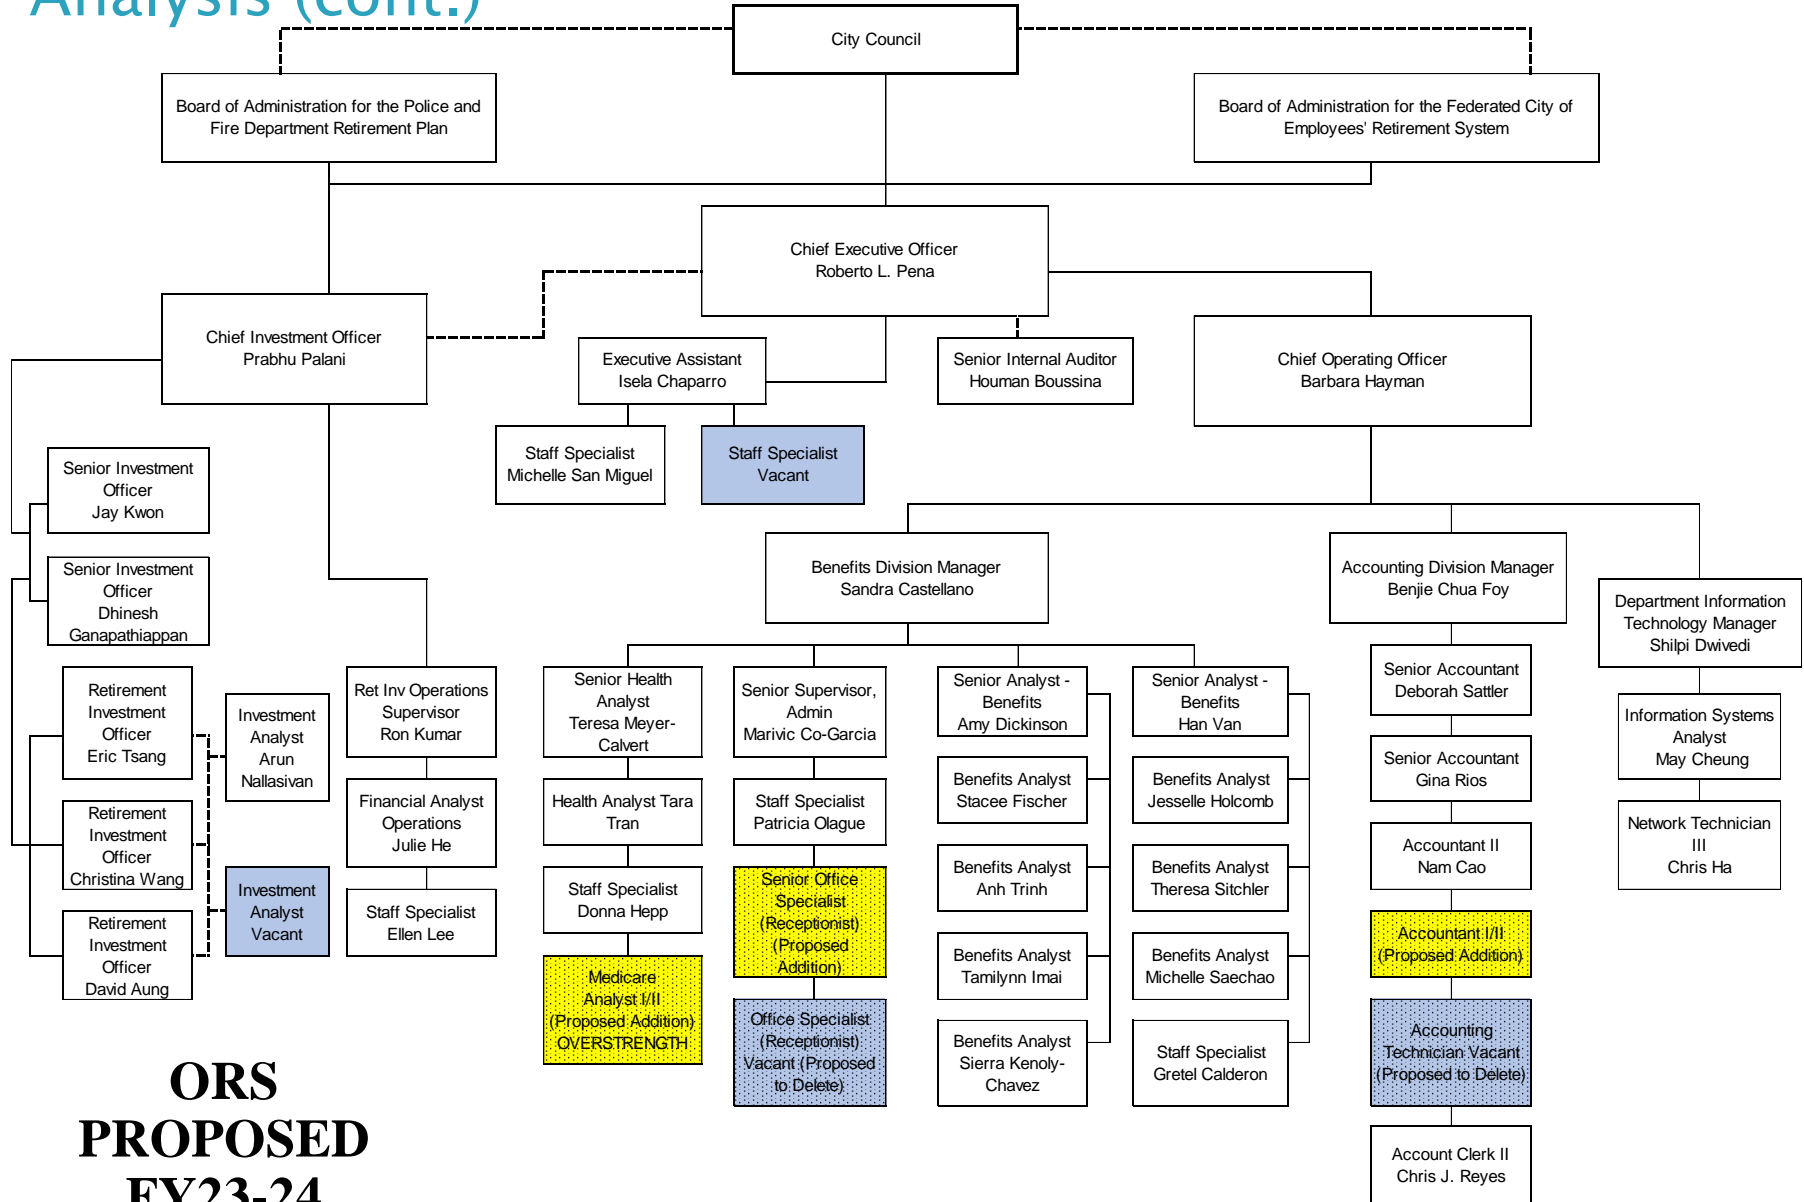 Analysis (cont.)
City Council
Board of Administration for the Police and
Fire Department Retirement Plan
Board of Administration for the Federated City of
Employees' Retirement System
Chief Executive Officer
Roberto L. Pena
Chief Investment Officer
Prabhu Palani
Executive Assistant
Isela Chaparro
Senior Internal Auditor
Houman Boussina
Chief Operating Officer
Barbara Hayman
Staff Specialist
Michelle San Miguel
Staff Specialist
Vacant
Senior Investment
Officer
Jay Kwon
Senior Investment
Officer
Dhinesh
Ganapathiappan
Benefits Division Manager
Sandra Castellano
Accounting Division Manager
Benjie Chua Foy
Department Information
Technology Manager
Shilpi Dwivedi
Retirement
Investment
Officer
Eric Tsang
Investment
Analyst
Arun
Nallasivan
Ret Inv Operations
Supervisor
Ron Kumar
Senior Health
Analyst
Teresa Meyer-
Calvert
Senior Supervisor,
Admin
Marivic Co-Garcia
Senior Analyst -
Benefits
Amy Dickinson
Senior Analyst -
Benefits
Han Van
Senior Accountant
Deborah Sattler
Information Systems
Analyst
May Cheung
Retirement
Investment
Officer
Christina Wang
Financial Analyst
Operations
Julie He
Health Analyst Tara
Tran
Staff Specialist
Patricia Olague
Benefits Analyst
Stacee Fischer
Benefits Analyst
Jesselle Holcomb
Senior Accountant
Gina Rios
Network Technician
III
Chris Ha
Investment
Analyst
Vacant
Staff Specialist
Ellen Lee
Staff Specialist
Donna Hepp
Senior Office
Specialist
(Receptionist)
(Proposed
Addition)
Benefits Analyst
Anh Trinh
Benefits Analyst
Theresa Sitchler
Accountant II
Nam Cao
Retirement
Investment
Officer
David Aung
Medicare
Analyst I/II
(Proposed Addition)
OVERSTRENGTH
Office Specialist
(Receptionist)
Vacant (Proposed
to Delete)
Benefits Analyst
Tamilynn Imai
Benefits Analyst
Michelle Saechao
Accountant I/II
(Proposed Addition)
Benefits Analyst
Sierra Kenoly-
Chavez
Staff Specialist
Gretel Calderon
Accounting
Technician Vacant
(Proposed to Delete)
Account Clerk II
Chris J. Reyes
ORS
PROPOSED
FY23-24